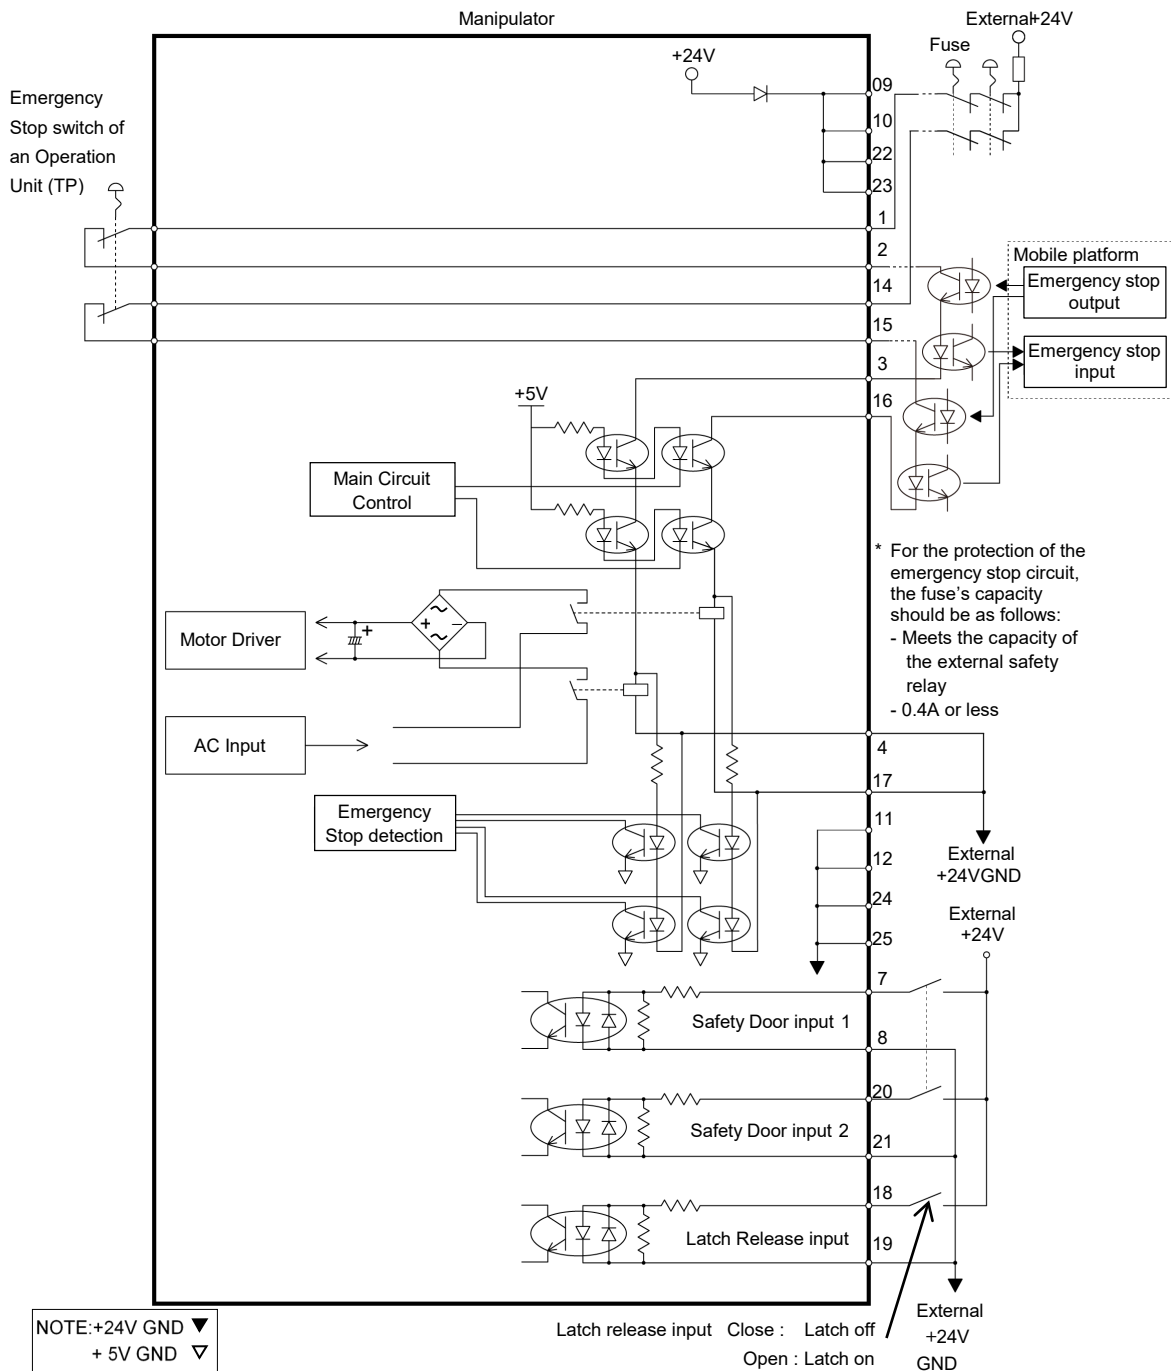 Manipulator
External+24V
Fuse
+24V
Emergency
Stop switch of
an Operation
Unit (TP)
09
10
22
23
1
2
14
15
3
16
Mobile platform
Emergency stop
output
Emergency stop
input
+5V
Main Circuit
Control
* For the protection of the
emergency stop circuit,
the fuse's capacity
should be as follows:
- Meets the capacity of
the external safety
relay
- 0.4A or less
Motor Driver
+
+
−
AC Input
4
17
Emergency
Stop detection
11
12
24
25
External
+24VGND
External
+24V
7
Safety Door input 1
8
20
Safety Door input 2
21
18
Latch Release input
19
External
+24V
GND
Latch release input Close : Latch off
Open : Latch on
NOTE:+24V GND ▼
+ 5V GND ▽